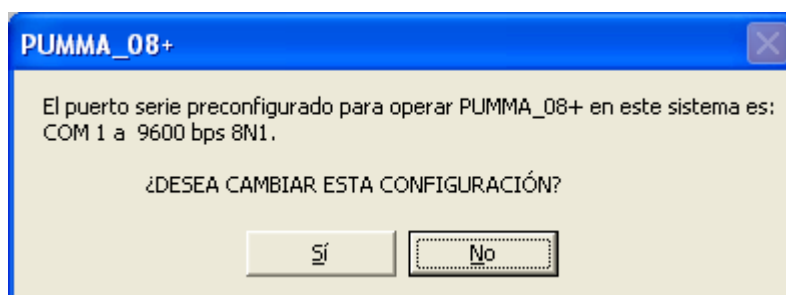 PUMMA_08+
El puerto serie preconfigurado para operar PUMMA_08+ en este sistema es:
COM 1 a  9600 bps 8N1.
¿DESEA CAMBIAR ESTA CONFIGURACIÓN?
Sí
No